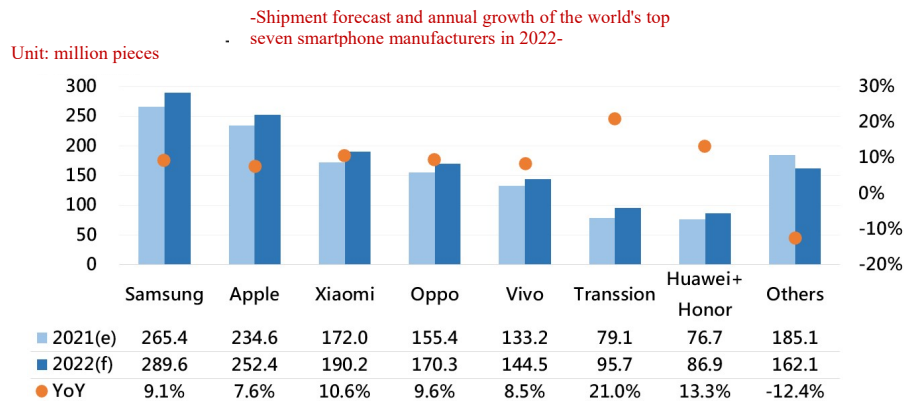 -Shipment forecast and annual growth of the world's top
seven smartphone manufacturers in 2022-
Unit: million pieces
300 30%
250 20%
200 10%
150 0%
100 -10%
50 -20%
0
Samsung Apple Xiaomi Oppo Vivo Transsion Huawei+ Honor Others
2021(e) 265.4 234.6 172.0 155.4 133.2 79.1 76.7 185.1
2022(f) 289.6 252.4 190.2 170.3 144.5 95.7 86.9 162.1
YoY 9.1% 7.6% 10.6% 9.6% 8.5% 21.0% 13.3% -12.4%